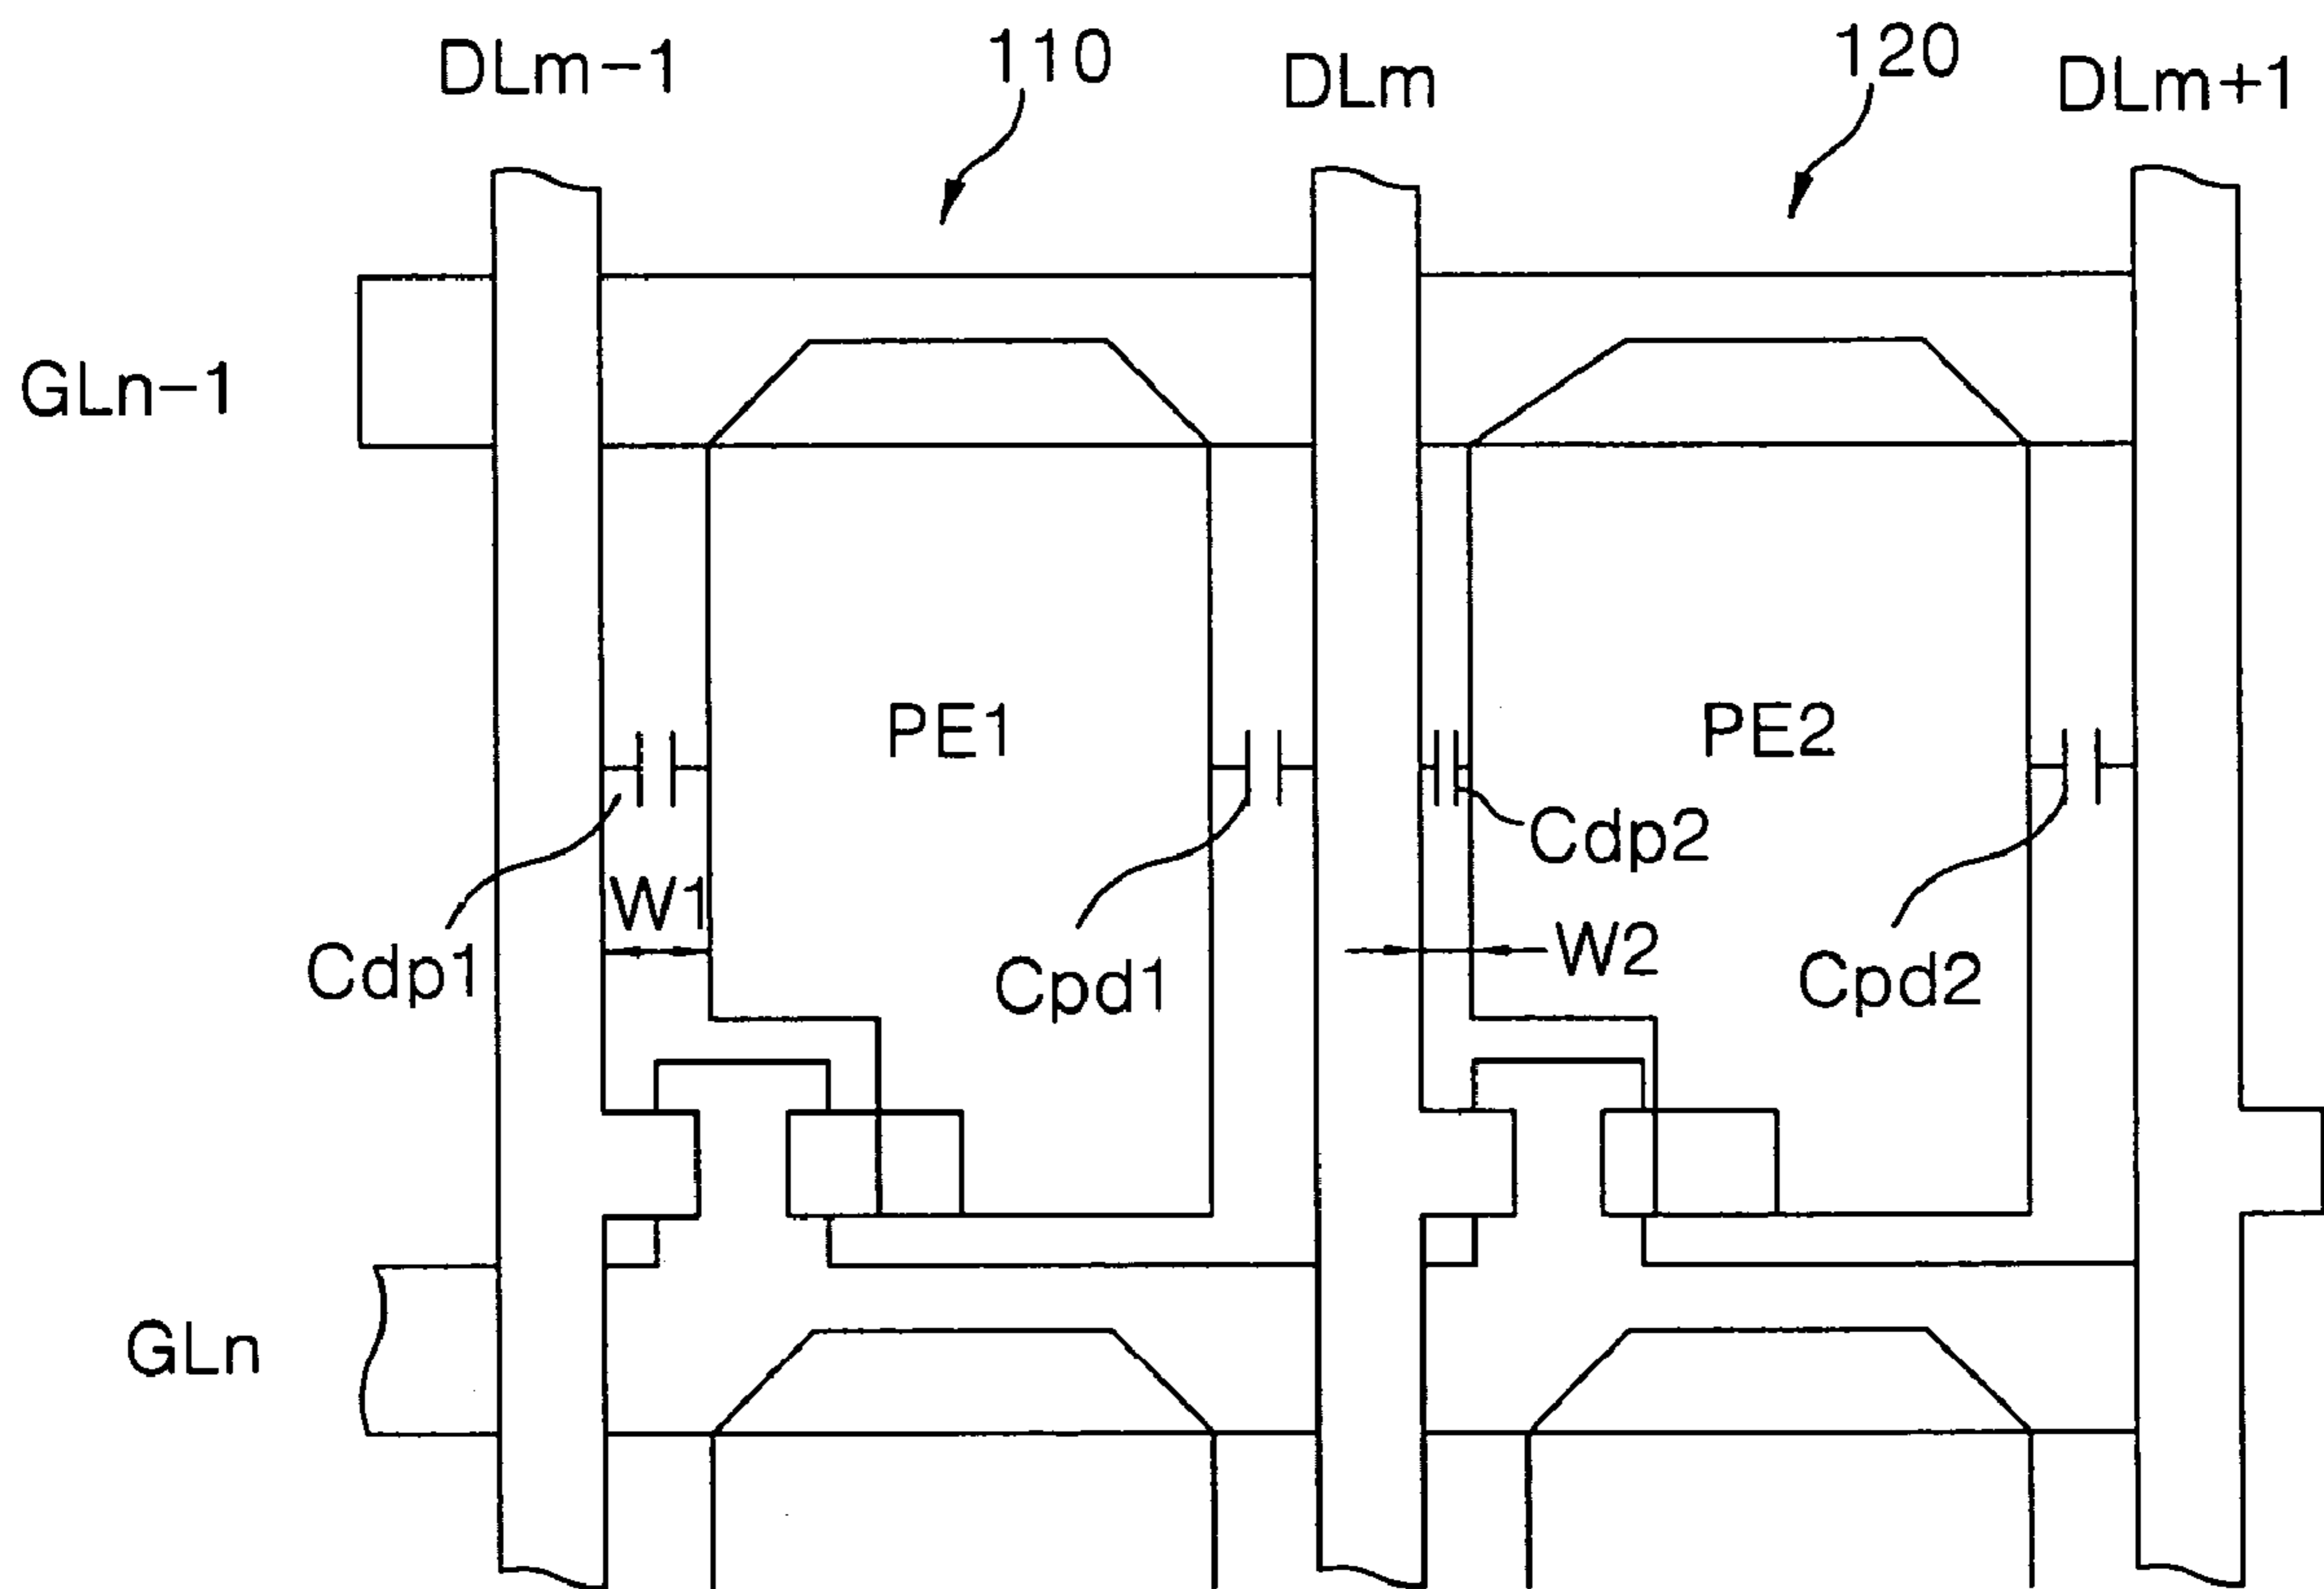 DLm-1
110
DLm
120
DLm+1
GLn-1
PE1
PE2
Cdp2
W1
W2
Cdp1
Cpd1
Cpd2
GLn